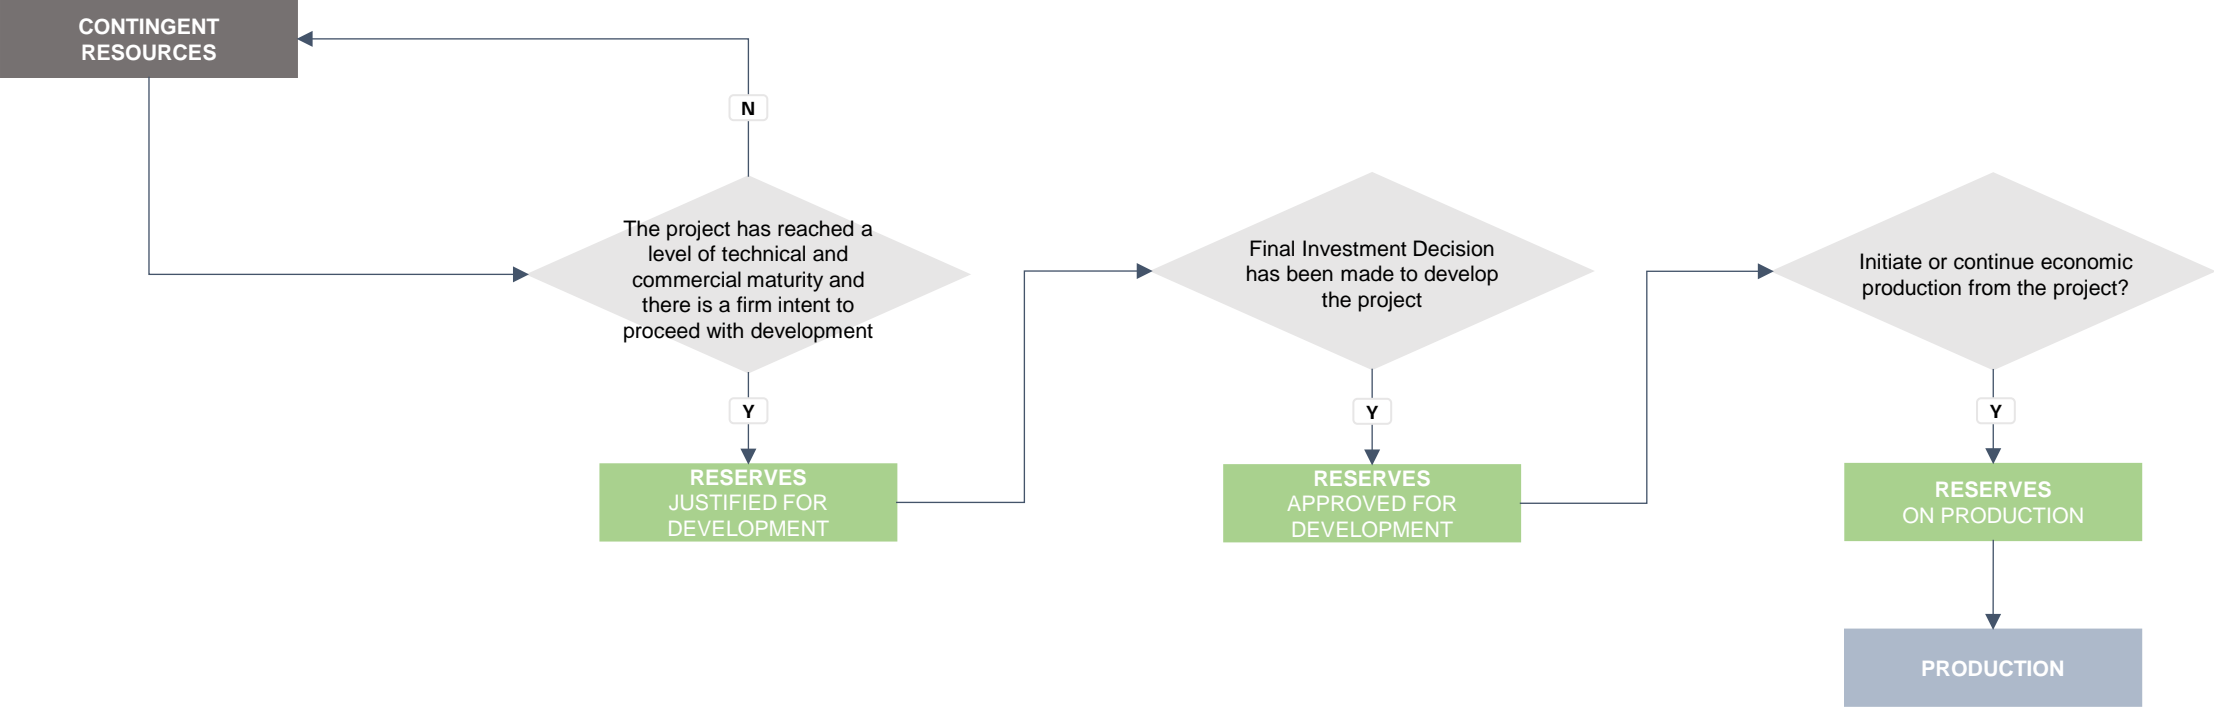 CONTINGENT
RESOURCES
N
The project has reached a
level of technical and
commercial maturity and
there is a firm intent to
proceed with development
Y
RESERVES
JUSTIFIED FOR
DEVELOPMENT
Final Investment Decision
has been made to develop
the project
Y
RESERVES
APPROVED FOR
DEVELOPMENT
Initiate or continue economic
production from the project?
Y
RESERVES
ON PRODUCTION
PRODUCTION